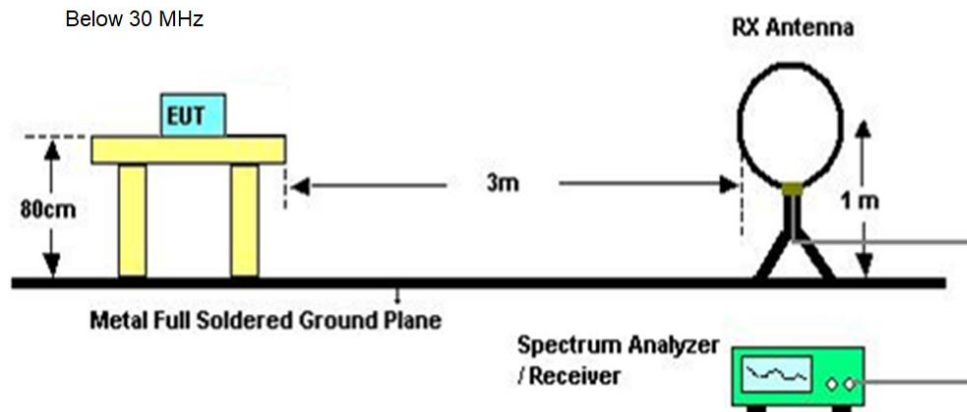 Below 30 MHz
RX Antenna
EUT
80cm
3m
1 m
Metal Full Soldered Ground Plane
Spectrum Analyzer
/ Receiver